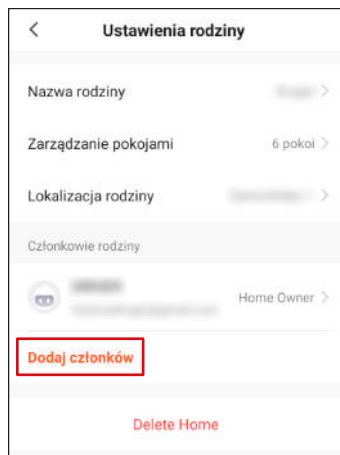 Ustawienia rodziny
Nazwa rodziny
Zarządzanie pokojami 6 pokoi
Lokalizacja rodziny
Członkowie rodziny
Home Owner
Dodaj członków
Delete Home